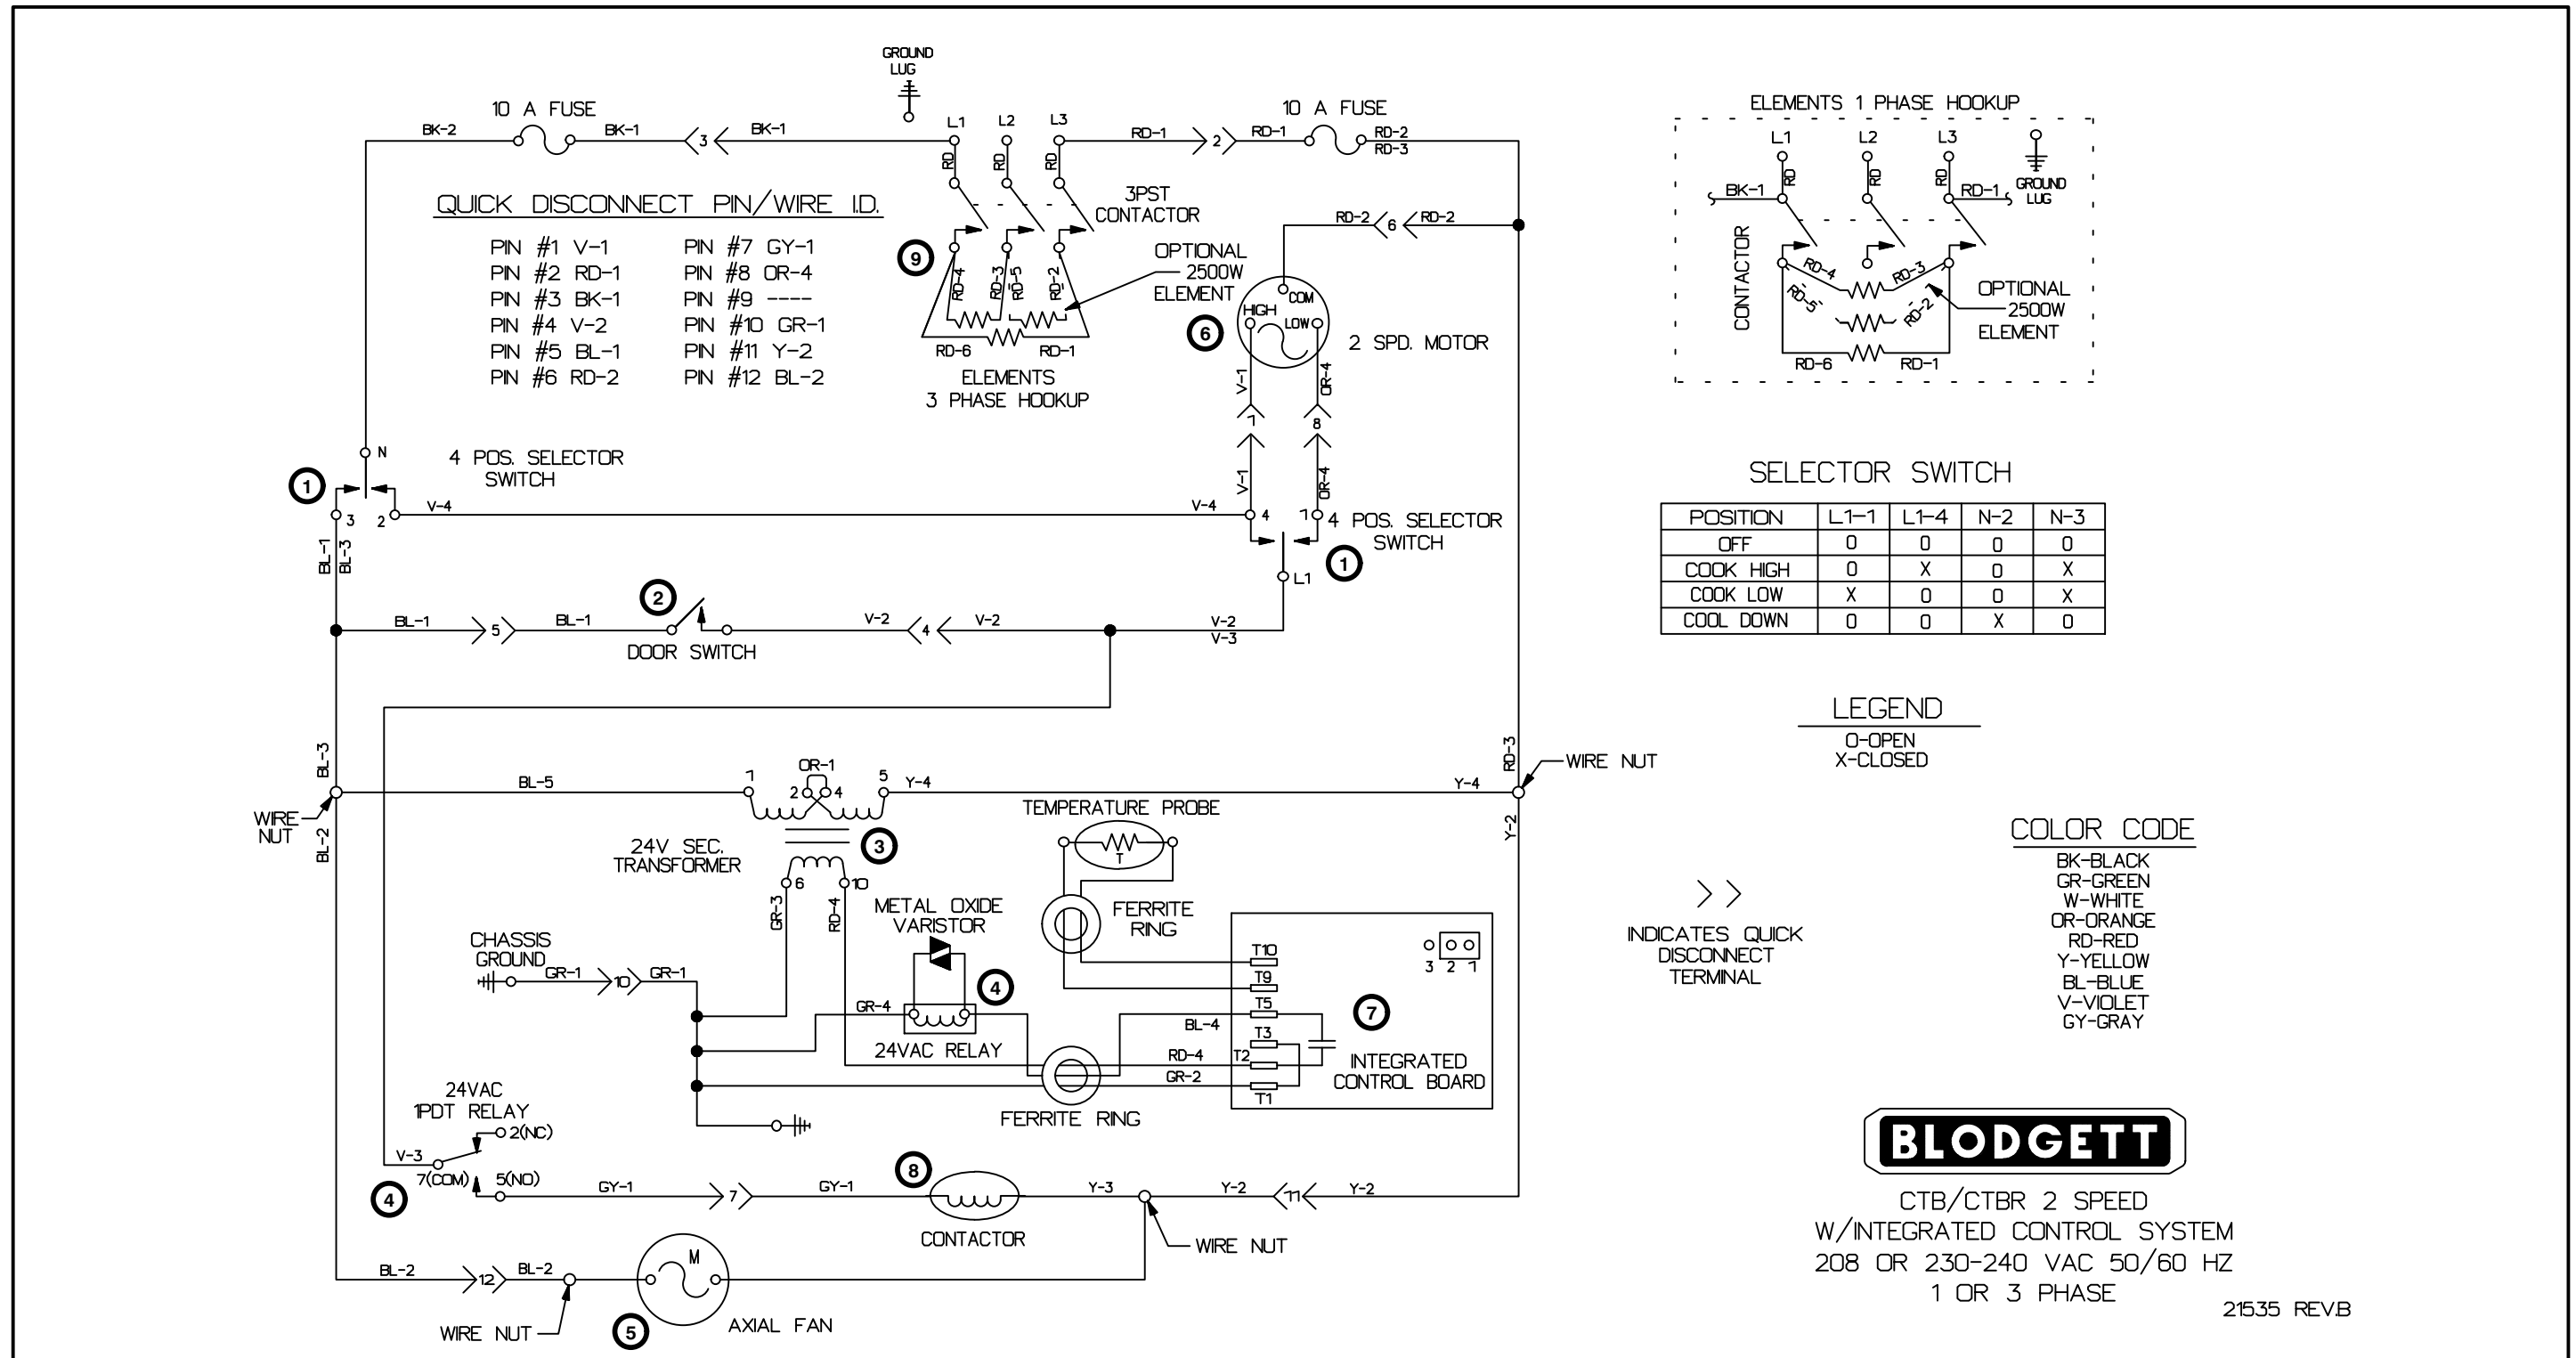 GROUND
LUG
10 A FUSE
BK-2
BK-1
3
BK-1
L1
L2
L3
RD-1
2
RD-1
10 A FUSE
RD-2
RD-3
RD
RD
RD
3PST
CONTACTOR
QUICK DISCONNECT PIN/WIRE I.D.
PIN #1 V-1
PIN #2 RD-1
PIN #3 BK-1
PIN #4 V-2
PIN #5 BL-1
PIN #6 RD-2
PIN #7 GY-1
PIN #8 OR-4
PIN #9 ----
PIN #10 GR-1
PIN #11 Y-2
PIN #12 BL-2
9
RD-4
RD-3
RD-5
RD-2
OPTIONAL
2500W
ELEMENT
RD-6
RD-1
ELEMENTS
3 PHASE HOOKUP
RD-2
6
RD-2
COM
HIGH
LOW
6
2 SPD. MOTOR
V-1
OR-4
1
8
V-1
OR-4
ELEMENTS 1 PHASE HOOKUP
L1
L2
L3
RD
RD
RD
BK-1
RD-1
GROUND
LUG
CONTACTOR
RD-4
RD-3
RD-5
RD-2
OPTIONAL
2500W
ELEMENT
RD-6
RD-1
N
4 POS. SELECTOR
SWITCH
1
3
2
V-4
V-4
4
1
4 POS. SELECTOR
SWITCH
1
L1
BL-1
BL-3
BL-1
5
BL-1
2
DOOR SWITCH
V-2
4
V-2
V-2
V-3
SELECTOR SWITCH
POSITION L1-1 L1-4 N-2 N-3
OFF O O O O
COOK HIGH O X O X
COOK LOW X O O X
COOL DOWN O O X O
LEGEND
O-OPEN
X-CLOSED
BL-3
BL-5
1
OR-1
2
4
5
Y-4
Y-4
RD-3
WIRE NUT
WIRE
NUT
BL-2
Y-2
24V SEC.
TRANSFORMER
3
6
10
GR-3
RD-4
TEMPERATURE PROBE
T
FERRITE
RING
METAL OXIDE
VARISTOR
4
GR-4
24VAC RELAY
CHASSIS
GROUND
GR-1
10
GR-1
T10
T9
T5
T3
T2
T1
BL-4
RD-4
GR-2
3 2 1
7
INTEGRATED
CONTROL BOARD
FERRITE RING
INDICATES QUICK
DISCONNECT
TERMINAL
COLOR CODE
BK-BLACK
GR-GREEN
W-WHITE
OR-ORANGE
RD-RED
Y-YELLOW
BL-BLUE
V-VIOLET
GY-GRAY
24VAC
1PDT RELAY
2(NC)
V-3
7(COM)
5(NO)
4
GY-1
7
GY-1
8
CONTACTOR
Y-3
Y-2
11
Y-2
WIRE NUT
BL-2
12
BL-2
M
5
AXIAL FAN
WIRE NUT
BLODGETT
CTB/CTBR 2 SPEED
W/INTEGRATED CONTROL SYSTEM
208 OR 230-240 VAC 50/60 HZ
1 OR 3 PHASE
21535 REV.B